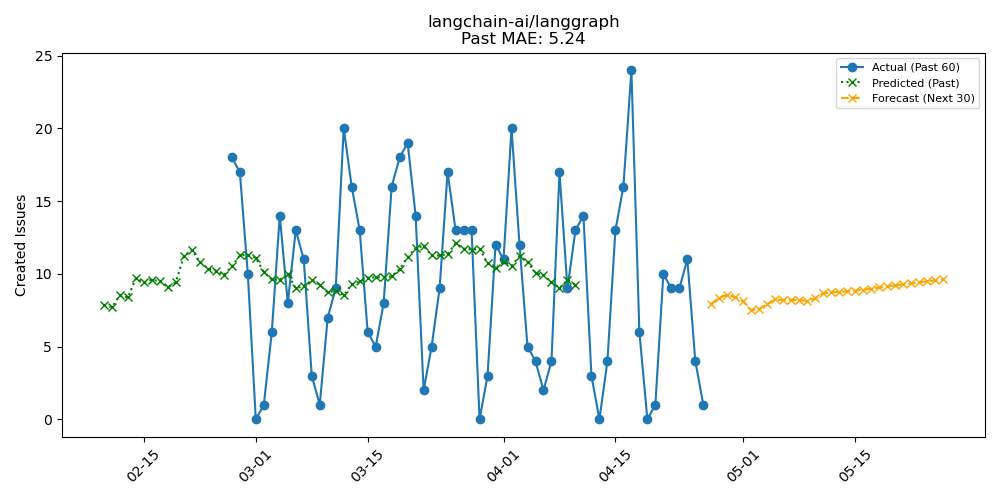 langchain-ai/langgraph
Past MAE: 5.24
Actual (Past 60)
Predicted (Past)
Forecast (Next 30)
Created Issues
25
20
15
10
5
0
02-15
03-01
03-15
04-01
04-15
05-01
05-15